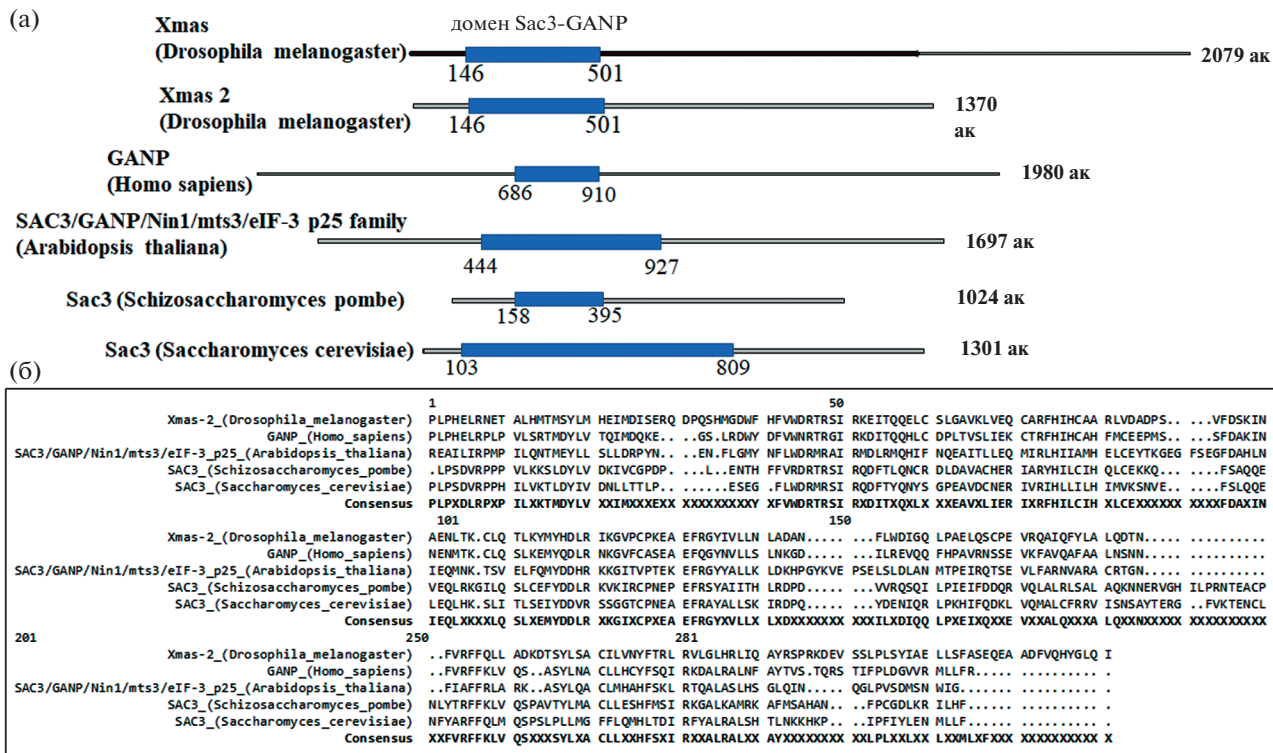 (а)
Xmas
(Drosophila melanogaster)
домен Sac3-GANP
146
501
2079 ак
Xmas 2
(Drosophila melanogaster)
146
501
1370
ак
GANP
(Homo sapiens)
686
910
1980 ак
SAC3/GANP/Nin1/mts3/eIF-3 p25 family
(Arabidopsis thaliana)
444
927
1697 ак
Sac3 (Schizosaccharomyces pombe)
158
395
1024 ак
Sac3 (Saccharomyces cerevisiae)
103
809
1301 ак
(б)
1 50
Xmas-2_(Drosophila_melanogaster) PLPHELRNET ALHMTMSYLM HEIMDISERQ DPQSHMGDWF HFVWDRTRSI RKEITQQELC SLGAVKLVEQ CARFHIHCAA RLVDADPS.. ..VFDSKIN
GANP_(Homo_sapiens) PLPHELRPLP VLSRTMDYLV TQIMDQKE.. .GS.LRDWY DFVWNRTRGI RKDITQQHLC DPLTVSLIEK CTRFHIHCAH FMCEEPMS.. ..SFDAKIN
SAC3/GANP/Nin1/mts3/eIF-3_p25_(Arabidopsis_thaliana) REAILIRPMP ILQNTMEYLL SLLDRPYN.. .EN.FLGMY NFLWDRMRAI RMDLRMQHIF NQEAITLLEQ MIRLHIIAMH ELCEYTKGEG FSEGFDAHLN
SAC3_(Schizosaccharomyces_pombe) .LPSDVRPPP VLKKSLDYLV DKIVCGPDP. ..L..ENTH FFVRDRTRSI RQDFTLQNCR DLDAVACHER IARYHILCIH QLCEKKQ... ..FSAQQE
SAC3_(Saccharomyces_cerevisiae) PLPSDVRPPH ILVKTLDYIV DNLLTTLP.. ...ESEG .FLWDRMRSI RQDFTYQNYS GPEAVDCNER IVRIHLLILH IMVKSNVE.. ..FSLQQE
Consensus PLPXDLRPXP ILXKTMDYLV XXIMXXXEXX XXXXXXXXXY XFVWDRTRSI RXDITXQXLX XXEAVXLIER IXRFHILCIH XLCEXXXXXX XXXXFDAXIN
101 150
Xmas-2_(Drosophila_melanogaster) AENLTK.CLQ TLKYMYHDLR IKGVPCPKEA EFRGYIVLLN LADAN..... ...FLWDIGQ LPAELQSCPE VRQAIQFYLA LQDTN..... ..........
GANP_(Homo_sapiens) NENMTK.CLQ SLKEMYQDLR NKGVFCASEA EFQGYNVLLS LNKGD..... ...ILREVQQ FHPAVRNSSE VKFAVQAFAA LNSNN..... ..........
SAC3/GANP/Nin1/mts3/eIF-3_p25_(Arabidopsis_thaliana) IEQMNK.TSV ELFQMYDDHR KKGITVPTEK EFRGYYALLK LDKHPGYKVE PSELSLDLAN MTPEIRQTSE VLFARNVARA CRTGN..... ..........
SAC3_(Schizosaccharomyces_pombe) VEQLRKGILQ SLCEFYDDLR KVKIRCPNEP EFRSYAIITH LRDPD..... ...VVRQSQI LPIEIFDDQR VQLALRLSAL AQKNNERVGH ILPRNTEACP
SAC3_(Saccharomyces_cerevisiae) LEQLHK.SLI TLSEIYDDVR SSGGTCPNEA EFRAYALLSK IRDPQ..... ...YDENIQR LPKHIFQDKL VQMALCFRRV ISNSAYTERG .FVKTENCL
Consensus IEQLXKXXLQ SLXEMYDDLR XKGIXCPXEA EFRGYXVLLX LXDXXXXXXX XXXILXDIQQ LPXEIXQXXE VXXALQXXXA LQXXNXXXXX XXXXXXXXXX
201 250 281
Xmas-2_(Drosophila_melanogaster) ..FVRFFQLL ADKDTSYLSA CILVNYFTRL RVLGLHRLIQ AYRSPRKDEV SSLPLSYIAE LLSFASEQEA ADFVQHYGLQ I
GANP_(Homo_sapiens) ..FVRFFKLV QS..ASYLNA CLLHCYFSQI RKDALRALNF AYTVS.TQRS TIFPLDGVVR MLLFR..... .......... .
SAC3/GANP/Nin1/mts3/eIF-3_p25_(Arabidopsis_thaliana) ..FIAFFRLA RK..ASYLQA CLMHAHFSKL RTQALASLHS GLQIN..... QGLPVSDMSN WIG....... .......... .
SAC3_(Schizosaccharomyces_pombe) NLYTRFFKLV QSPAVTYLMA CLLESHFMSI RKGALKAMRK AFMSAHAN.. ..FPCGDLKR ILHF...... .......... .
SAC3_(Saccharomyces_cerevisiae) NFYARFFQLM QSPSLPLLMG FFLQMHLTDI RFYALRALSH TLNKKHKP.. ..IPFIYLEN MLLF...... .......... .
Consensus XXFVRFFKLV QSXXXSYLXA CLLXXHFSXI RXXALRALXX AYXXXXXXXX XXLPLXXLXX LXXMLXFXXX XXXXXXXXXX X